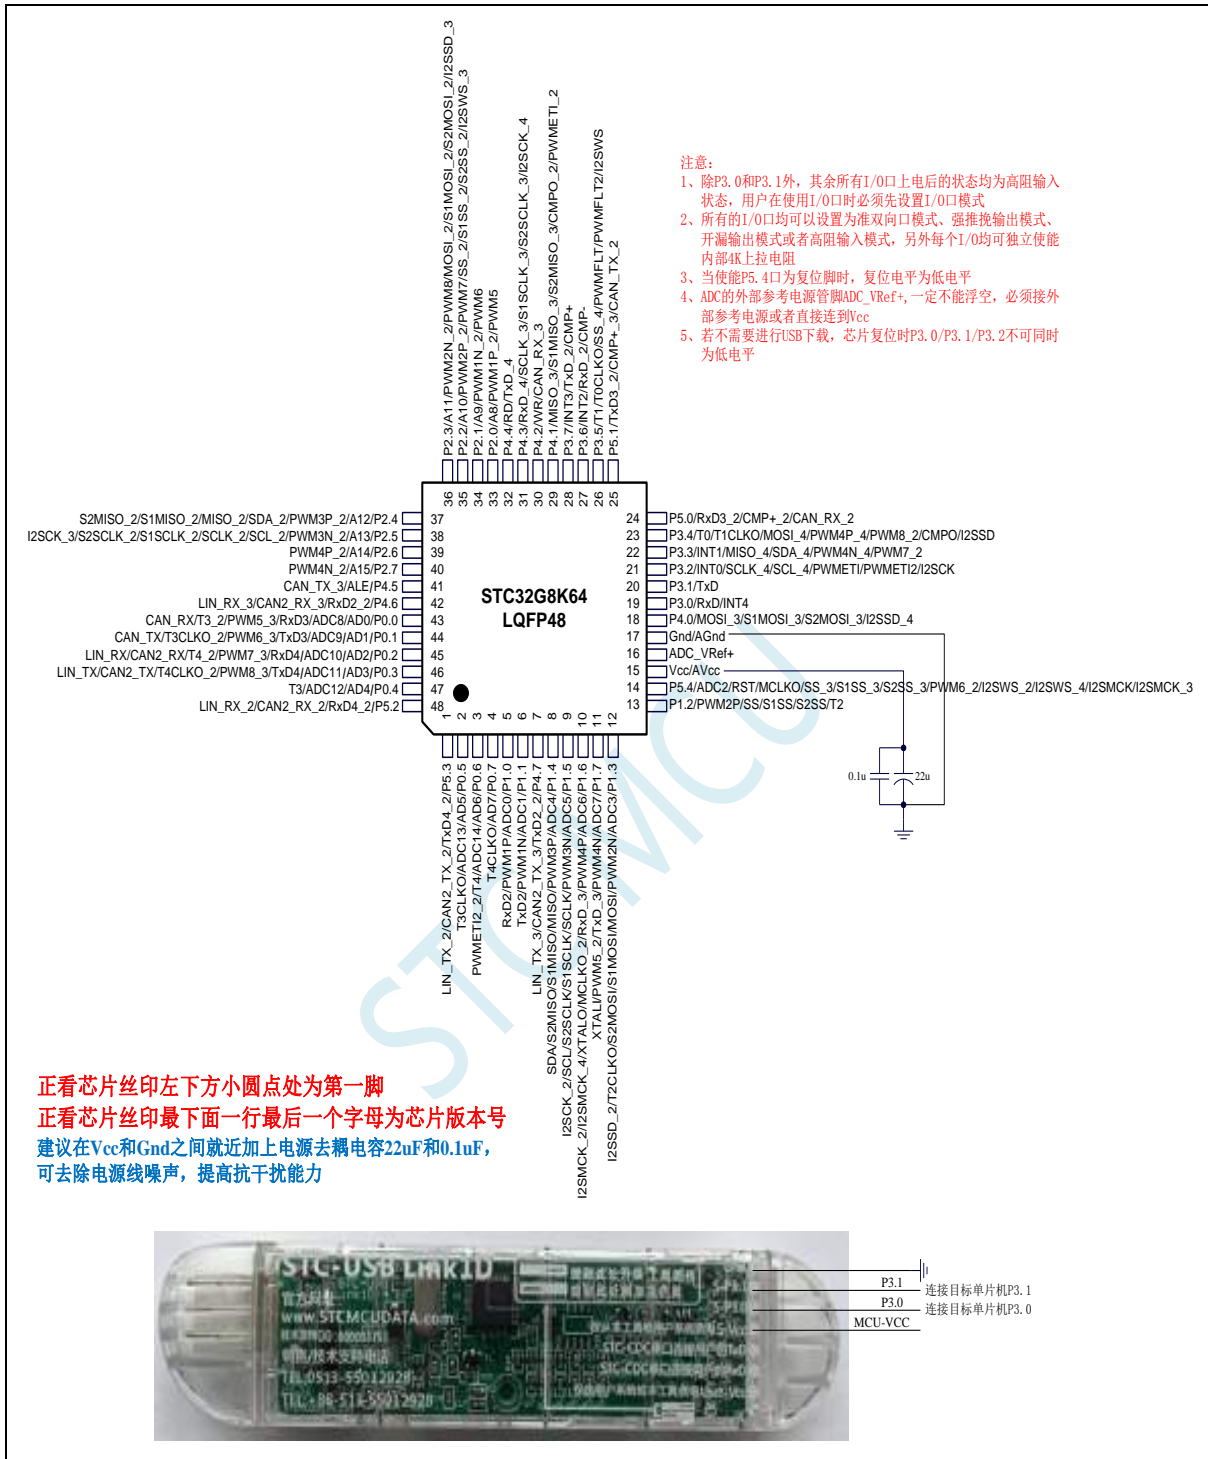 P2.3/A11/PWM2N_2/PWM8/MOSI_2/S1MOSI_2/S2MOSI_2/I2SSD_3
P2.2/A10/PWM2P_2/PWM7/SS_2/S1SS_2/S2SS_2/I2SWS_3
P2.1/A9/PWM1N_2/PWM6
P2.0/A8/PWM1P_2/PWM5
P4.4/RD/TxD_4
P4.3/RxD_4/SCLK_3/S1SCLK_3/S2SCLK_3/I2SCK_4
P4.2/WR/CAN_RX_3
P4.1/MISO_3/S1MISO_3/S2MISO_3/CMPO_2/PWMETI_2
P3.7/INT3/TxD_2/CMP+
P3.6/INT2/RxD_2/CMP-
P3.5/T1/T0CLKO/SS_4/PWMFLT/PWMFLT2/I2SWS
P5.1/TxD3_2/CMP+_3/CAN_TX_2
注意：
1、除P3.0和P3.1外，其余所有I/O口上电后的状态均为高阻输入
状态，用户在使用I/O口时必须先设置I/O口模式
2、所有的I/O口均可以设置为准双向口模式、强推挽输出模式、
开漏输出模式或者高阻输入模式，另外每个I/O均可独立使能
内部4K上拉电阻
3、当使能P5.4口为复位脚时，复位电平为低电平
4、ADC的外部参考电源管脚ADC_VRef+,一定不能浮空，必须接外
部参考电源或者直接连到Vcc
5、若不需要进行USB下载，芯片复位时P3.0/P3.1/P3.2不可同时
为低电平
36 35 34 33 32 31 30 29 28 27 26 25
S2MISO_2/S1MISO_2/MISO_2/SDA_2/PWM3P_2/A12/P2.4 37
I2SCK_3/S2SCLK_2/S1SCLK_2/SCLK_2/SCL_2/PWM3N_2/A13/P2.5 38
PWM4P_2/A14/P2.6 39
PWM4N_2/A15/P2.7 40
CAN_TX_3/ALE/P4.5 41
LIN_RX_3/CAN2_RX_3/RxD2_2/P4.6 42
CAN_RX/T3_2/PWM5_3/RxD3/ADC8/AD0/P0.0 43
CAN_TX/T3CLKO_2/PWM6_3/TxD3/ADC9/AD1/P0.1 44
LIN_RX/CAN2_RX/T4_2/PWM7_3/RxD4/ADC10/AD2/P0.2 45
LIN_TX/CAN2_TX/T4CLKO_2/PWM8_3/TxD4/ADC11/AD3/P0.3 46
T3/ADC12/AD4/P0.4 47
LIN_RX_2/CAN2_RX_2/RxD4_2/P5.2 48
STC32G8K64
LQFP48
24 P5.0/RxD3_2/CMP+_2/CAN_RX_2
23 P3.4/T0/T1CLKO/MOSI_4/PWM4P_4/PWM8_2/CMPO/I2SSD
22 P3.3/INT1/MISO_4/SDA_4/PWM4N_4/PWM7_2
21 P3.2/INT0/SCLK_4/SCL_4/PWMETI/PWMETI2/I2SCK
20 P3.1/TxD
19 P3.0/RxD/INT4
18 P4.0/MOSI_3/S1MOSI_3/S2MOSI_3/I2SSD_4
17 Gnd/AGnd
16 ADC_VRef+
15 Vcc/AVcc
14 P5.4/ADC2/RST/MCLKO/SS_3/S1SS_3/S2SS_3/PWM6_2/I2SWS_2/I2SWS_4/I2SMCK/I2SMCK_3
13 P1.2/PWM2P/SS/S1SS/S2SS/T2
1 2 3 4 5 6 7 8 9 10 11 12
LIN_TX_2/CAN2_TX_2/TxD4_2/P5.3
T3CLKO/ADC13/AD5/P0.5
PWMETI2_2/T4/ADC14/AD6/P0.6
T4CLKO/AD7/P0.7
RxD2/PWM1P/ADC0/P1.0
TxD2/PWM1N/ADC1/P1.1
LIN_TX_3/CAN2_TX_3/TxD2_2/P4.7
SDA/S2MISO/S1MISO/MISO/PWM3P/ADC4/P1.4
I2SCK_2/SCL/S2SCLK/S1SCLK/SCLK/PWM3N/ADC5/P1.5
I2SMCK_2/I2SMCK_4/XTALO/MCLKO_2/RxD_3/PWM4P/ADC6/P1.6
XTALI/PWM5_2/TxD_3/PWM4N/ADC7/P1.7
I2SSD_2/T2CLKO/S2MOSI/S1MOSI/MOSI/PWM2N/ADC3/P1.3
0.1u 22u
STCMCU
正看芯片丝印左下方小圆点处为第一脚
正看芯片丝印最下面一行最后一个字母为芯片版本号
建议在Vcc和Gnd之间就近加上电源去耦电容22uF和0.1uF，
可去除电源线噪声，提高抗干扰能力
STC-USB Link1D
www.STCMCUDATA.com
TEL:0513-55012928
TEL:+86-513-55012928
P3.1 连接目标单片机P3.1
P3.0 连接目标单片机P3.0
MCU-VCC